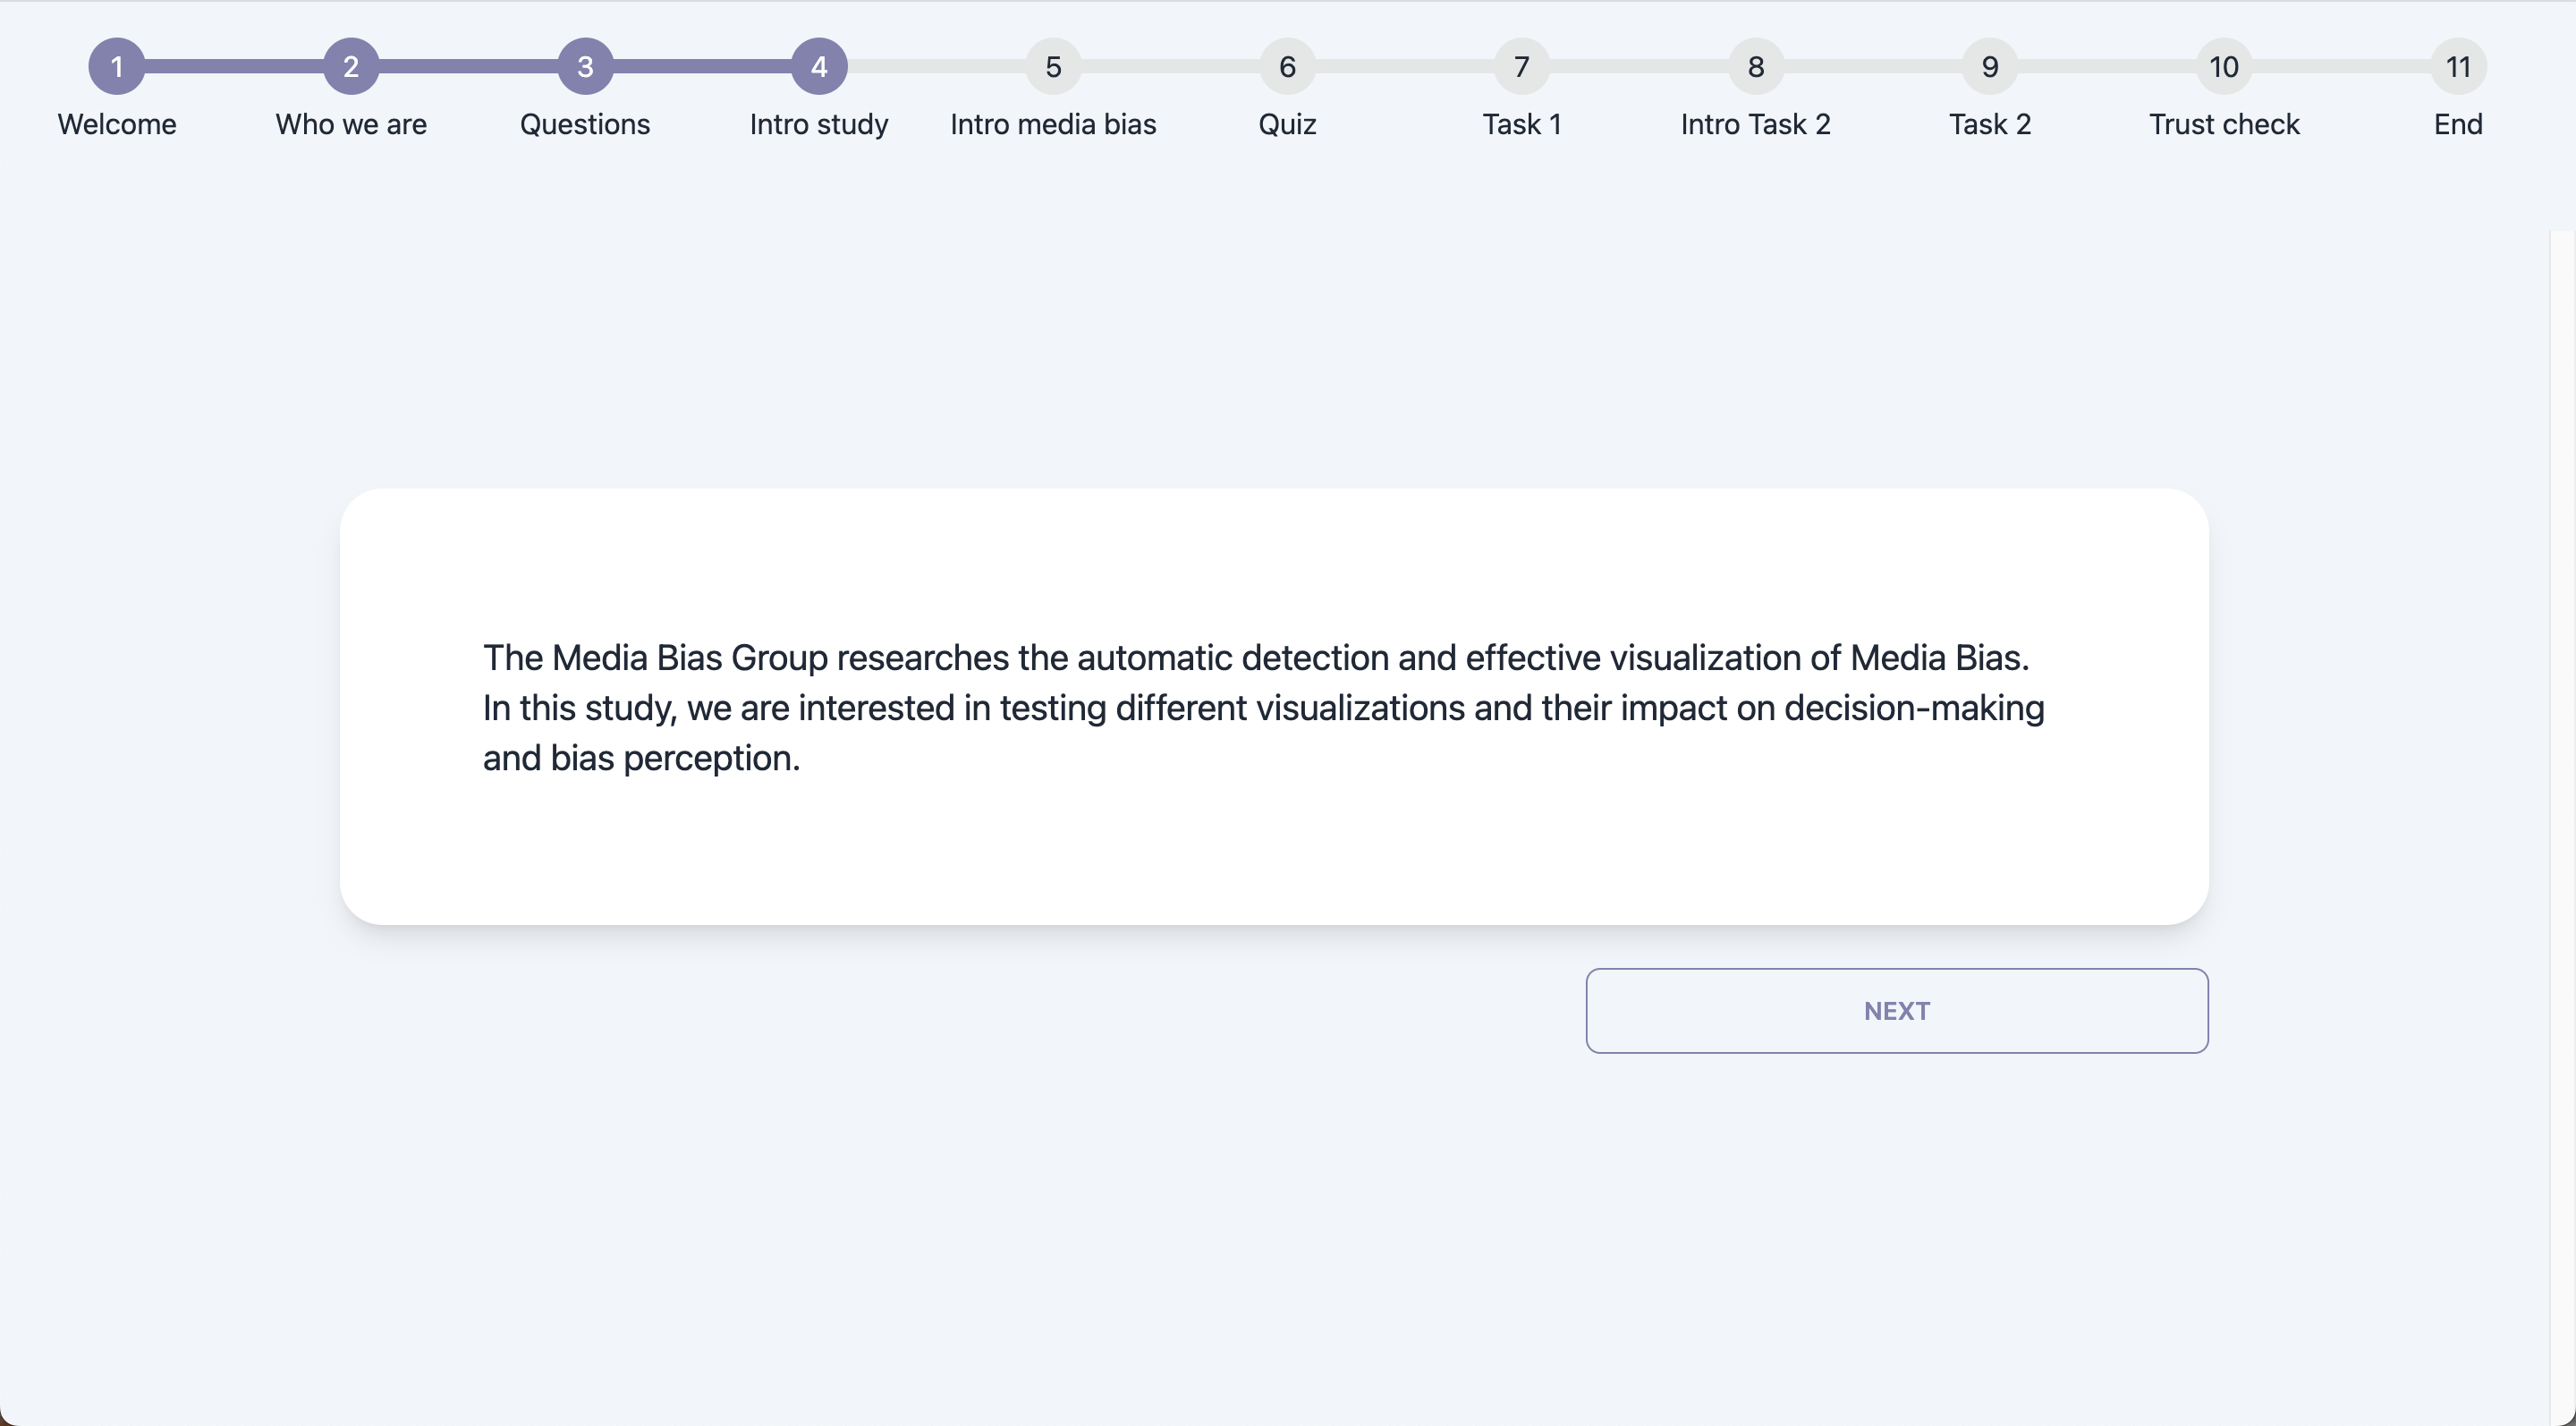 1 2 3 4 5 6 7 8 9 10 11
Welcome Who we are Questions Intro study Intro media bias Quiz Task 1 Intro Task 2 Task 2 Trust check End
The Media Bias Group researches the automatic detection and effective visualization of Media Bias.
In this study, we are interested in testing different visualizations and their impact on decision-making
and bias perception.
NEXT